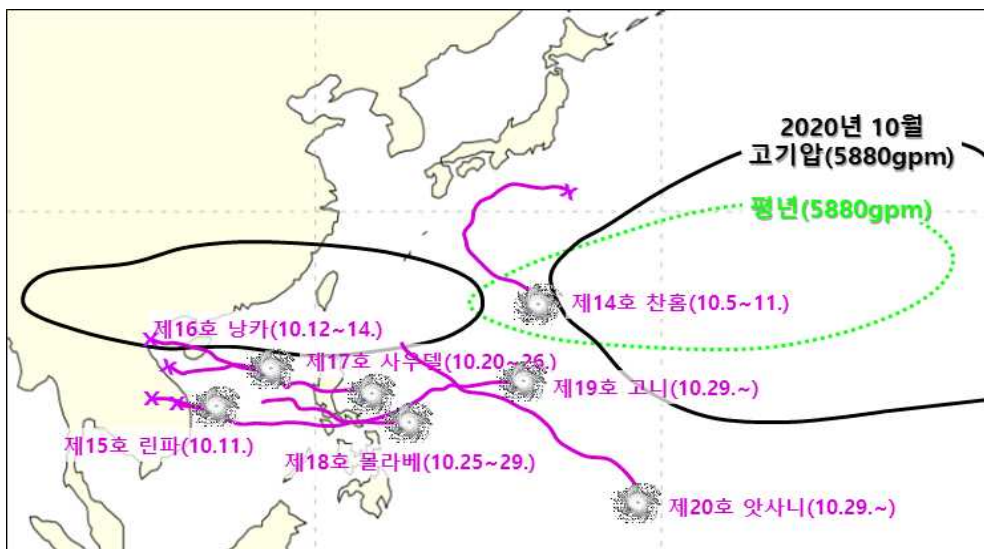 2020년 10월
고기압(5880gpm)
평년(5880gpm)
제14호 찬홈(10.5~11.)
제16호 낭카(10.12~14.)
제17호 사우델(10.20~26.)
제19호 고니(10.29.~)
제15호 린파(10.11.)
제18호 몰라베(10.25~29.)
제20호 앗사니(10.29.~)